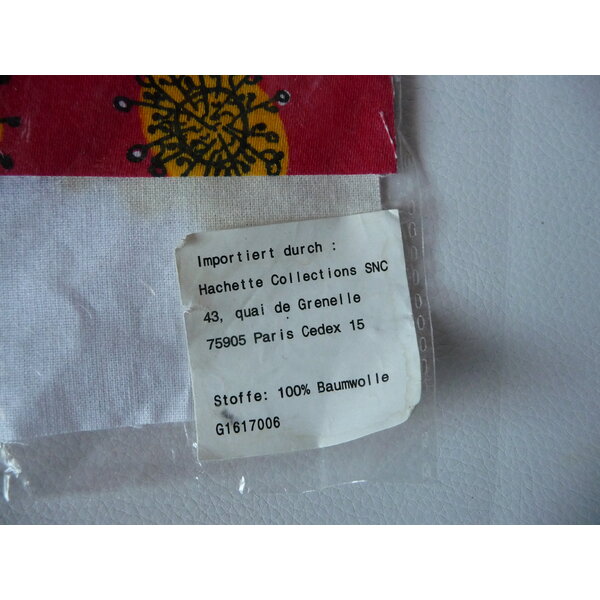 Importiert durch :
Hachette Collections SNC
43, quai de Grenelle
75905 Paris Cedex 15
Stoffe: 100% Baumwolle
G1617006